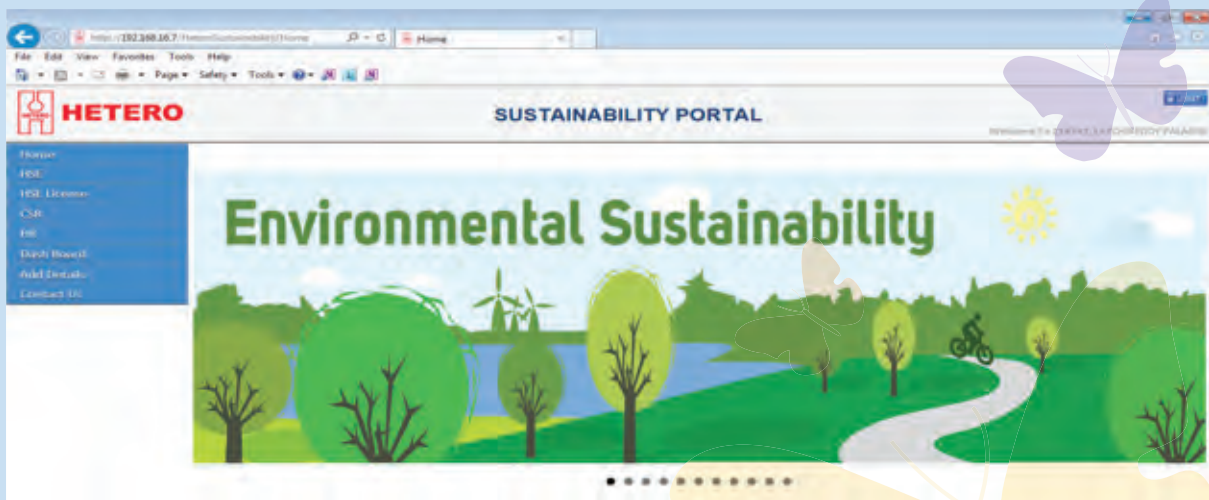 Home
File Edit View Favorites Tools Help
Page Safety Tools
HETERO
SUSTAINABILITY PORTAL
Home
HSE
HSE License
CSR
HR
Dash Board
Add Details
Contact Us
Environmental Sustainability